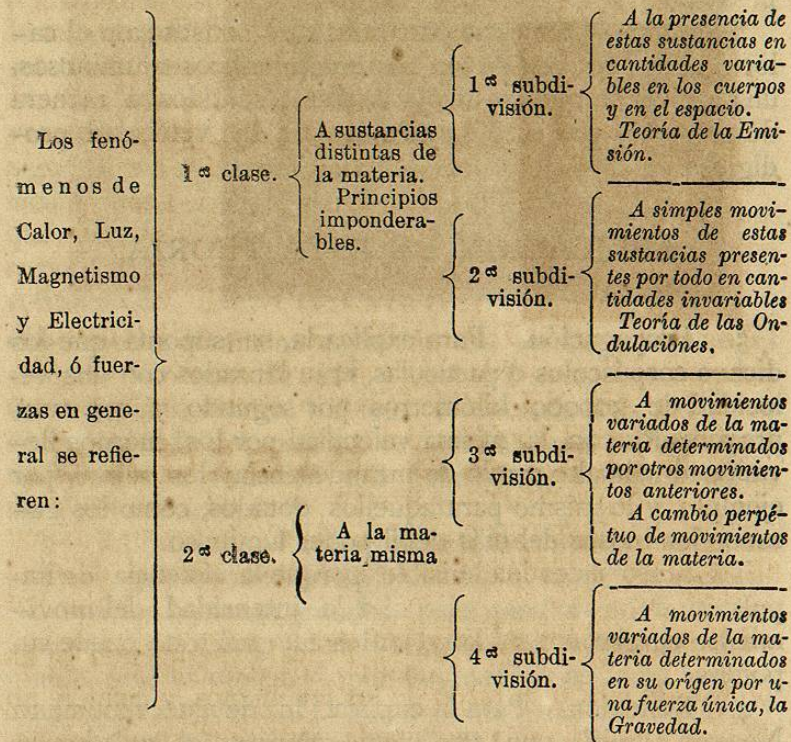 Los fenó-
menos de
Calor, Luz,
Magnetismo
y Electrici-
dad, ó fuer-
zas en gene-
ral se refie-
ren:
1ª clase.
A sustancias
distintas de
la materia.
Principios
impondera-
bles.
1ª subdi-
visión.
A la presencia de
estas sustancias en
cantidades varia-
bles en los cuerpos
y en el espacio.
Teoría de la Emi-
sión.
2ª subdi-
visión.
A simples movi-
mientos de estas
sustancias presen-
tes por todo en can-
tidades invariables
Teoría de las On-
dulaciones.
2ª clase.
A la ma-
teria misma
3ª subdi-
visión.
A movimientos
variados de la ma-
teria determinados
por otros movimien-
tos anteriores.
A cambio perpé-
tuo de movimientos
de la materia.
4ª subdi-
visión.
A movimientos
variados de la ma-
teria determinados
en su orígen por u-
na fuerza única, la
Gravedad.